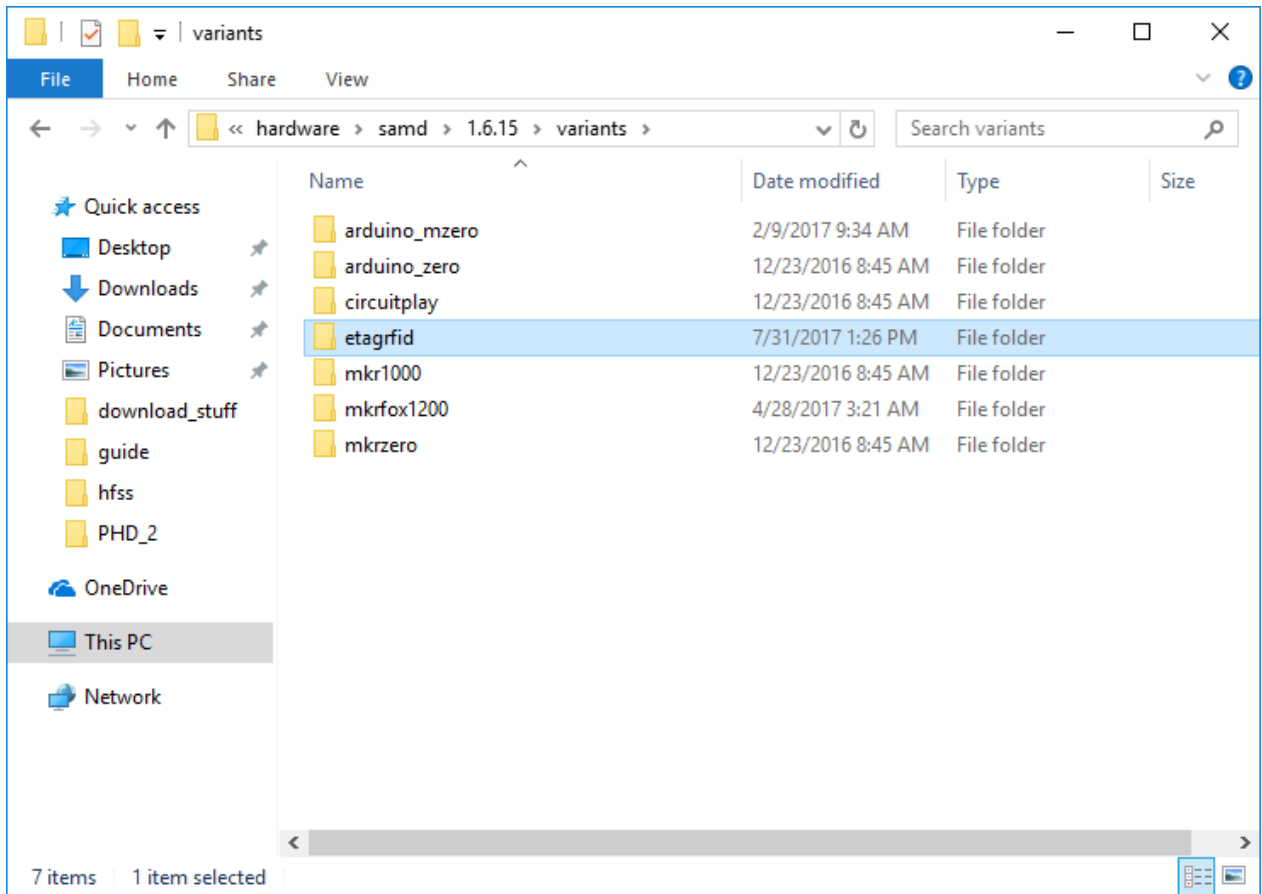 variants
File Home Share View
« hardware > samd > 1.6.15 > variants > Search variants
Name Date modified Type Size
Quick access
Desktop
Downloads
Documents
Pictures
download_stuff
guide
hfss
PHD_2
OneDrive
This PC
Network
arduino_mzero 2/9/2017 9:34 AM File folder
arduino_zero 12/23/2016 8:45 AM File folder
circuitplay 12/23/2016 8:45 AM File folder
etagrfid 7/31/2017 1:26 PM File folder
mkr1000 12/23/2016 8:45 AM File folder
mkrfox1200 4/28/2017 3:21 AM File folder
mkrzero 12/23/2016 8:45 AM File folder
7 items 1 item selected